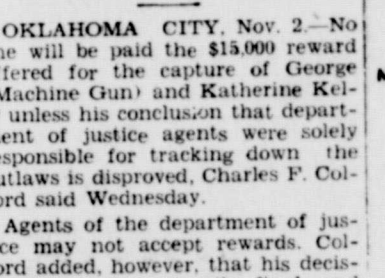 OKLAHOMA CITY, Nov. 2.—No
ne will be paid the $15,000 reward
ffered for the capture of George
Machine Gun) and Katherine Kel-
unless his conclusion that depart-
ent of justice agents were solely
esponsible for tracking down the
utlaws is disproved, Charles F. Col-
ord said Wednesday.
Agents of the department of jus-
ce may not accept rewards. Col-
ord added, however, that his decis-